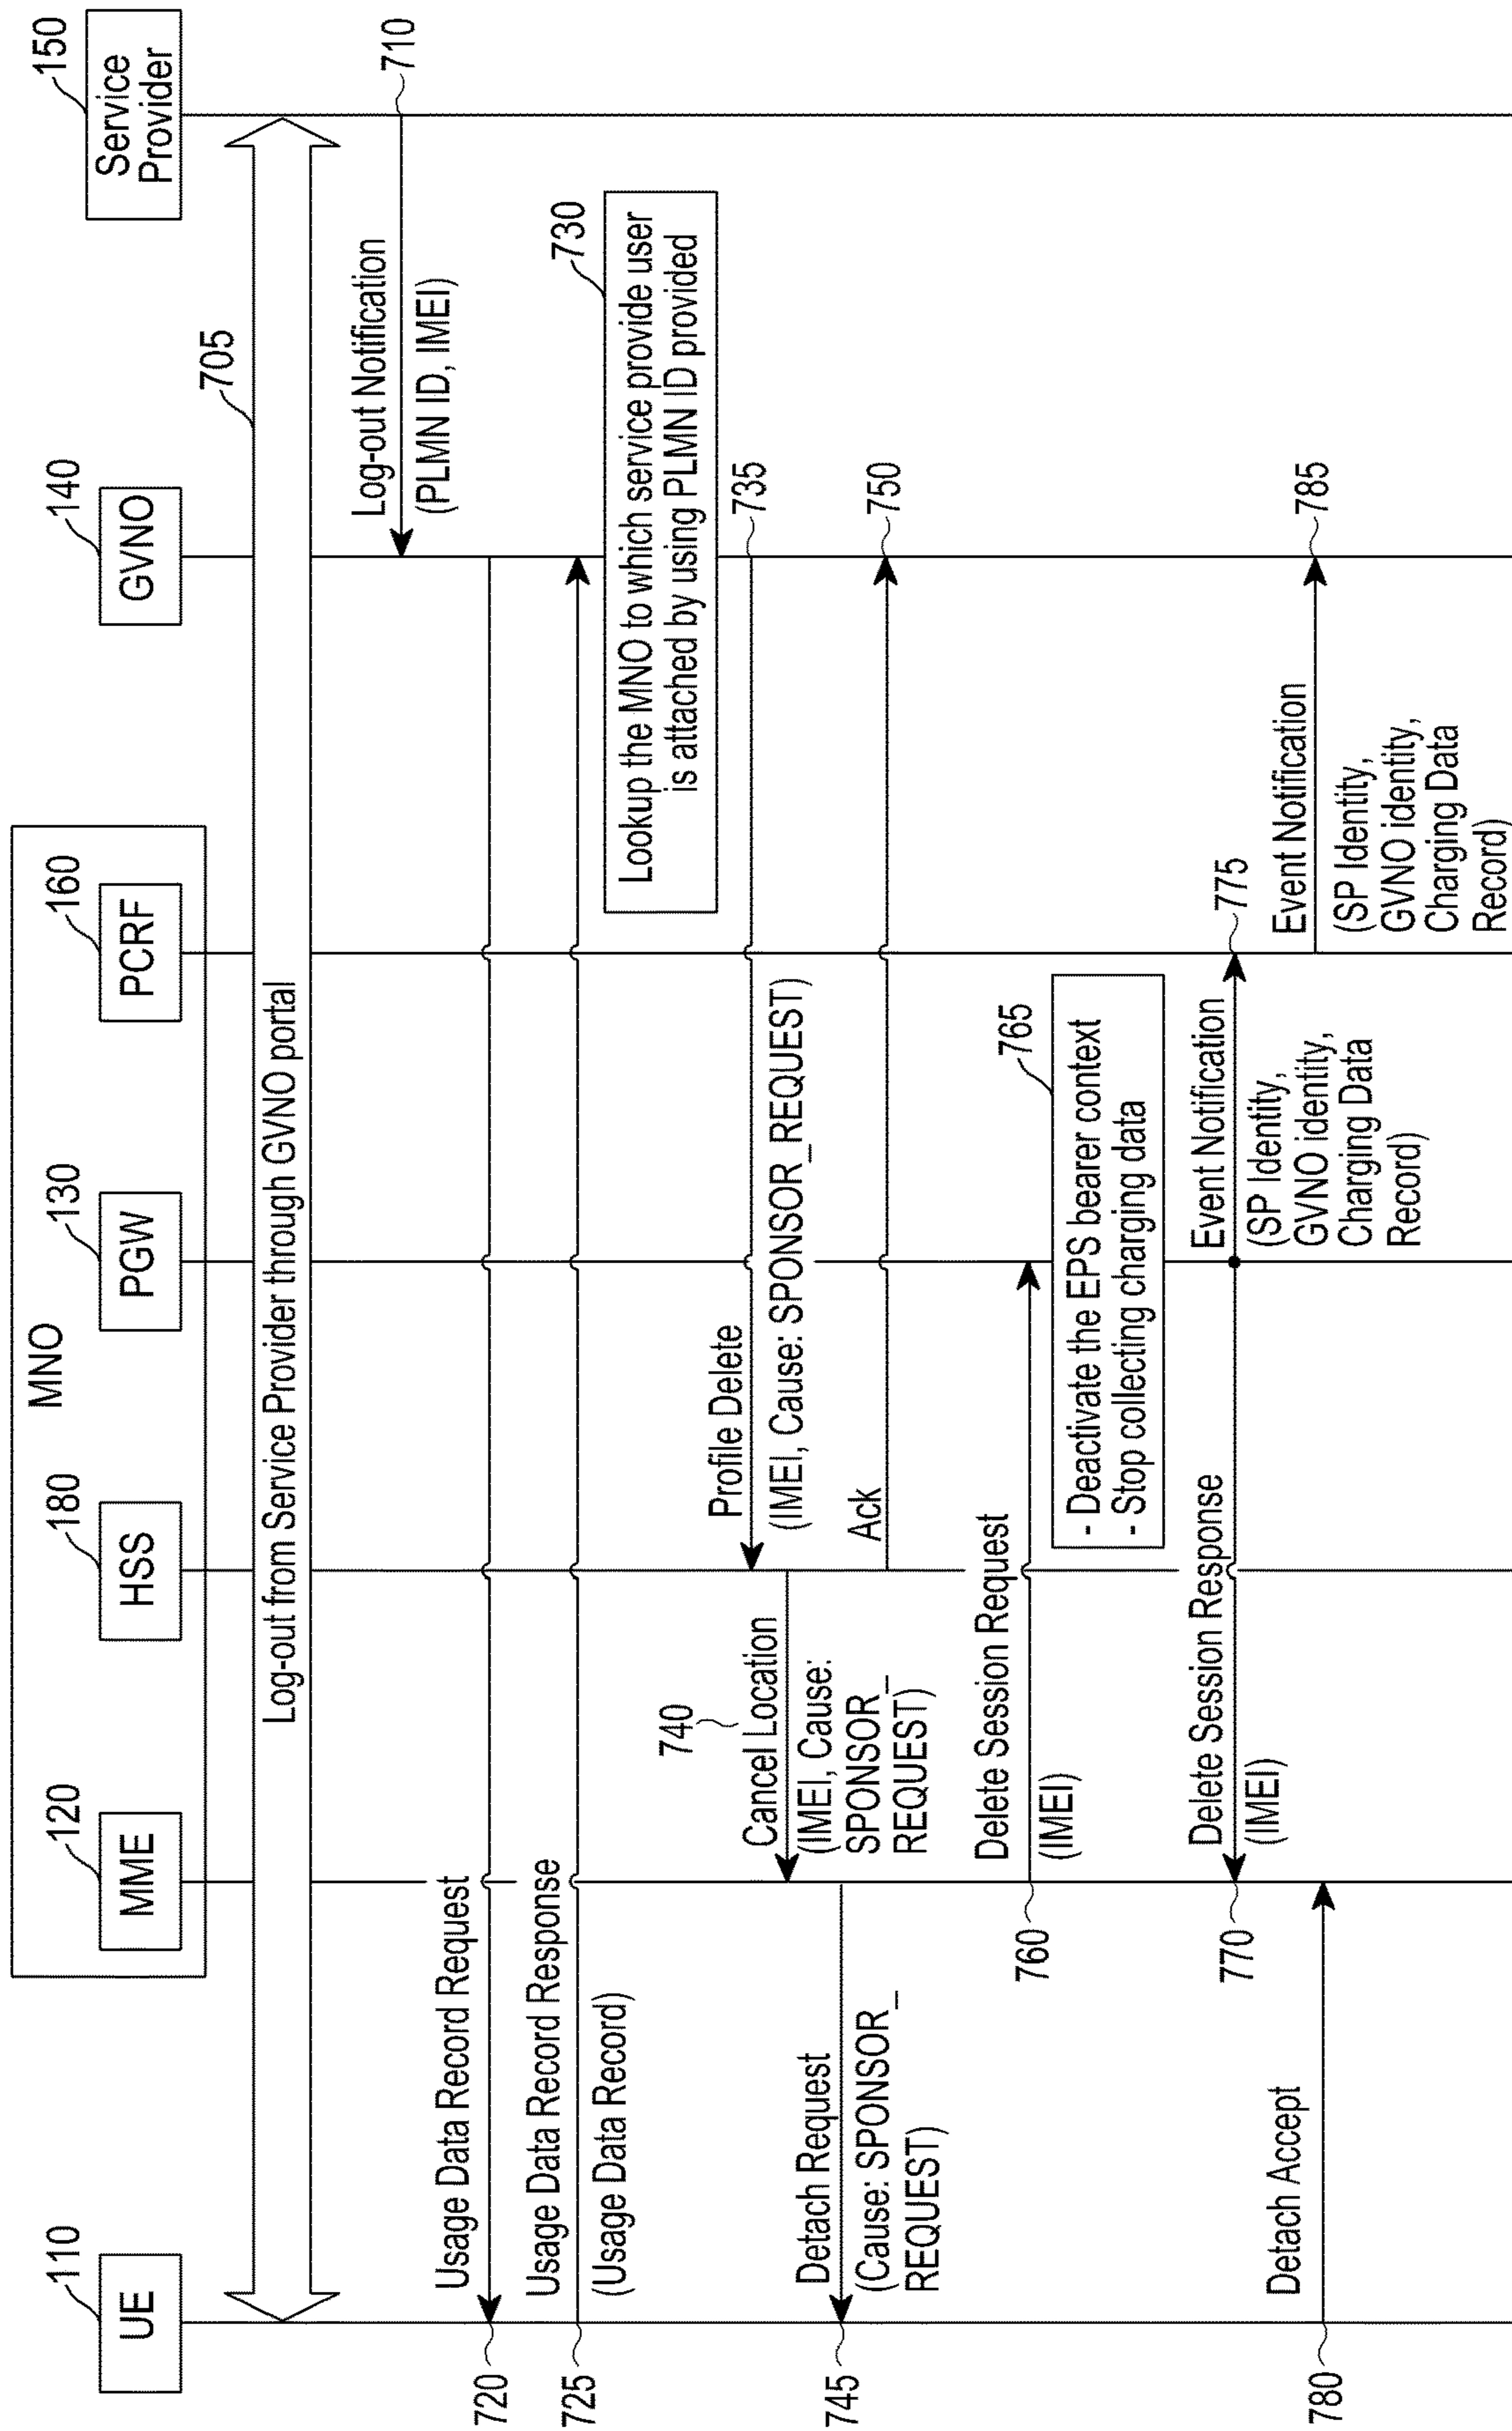 MNO
110
UE
120
MME
180
HSS
130
PGW
160
PCRF
140
GVNO
150
Service
Provider
705
Log-out from Service Provider through GVNO portal
710
Log-out Notification
(PLMN ID, IMEI)
720
Usage Data Record Request
725
Usage Data Record Response
(Usage Data Record)
730
Lookup the MNO to which service provide user
is attached by using PLMN ID provided
735
Profile Delete
(IMEI, Cause: SPONSOR_REQUEST)
740
Cancel Location
(IMEI, Cause:
SPONSOR_
REQUEST)
745
Detach Request
(Cause: SPONSOR_
REQUEST)
750
Ack
760
Delete Session Request
(IMEI)
765
- Deactivate the EPS bearer context
- Stop collecting charging data
770
Delete Session Response
(IMEI)
775
Event Notification
(SP Identity,
GVNO identity,
Charging Data
Record)
780
Detach Accept
785
Event Notification
(SP Identity,
GVNO identity,
Charging Data
Record)